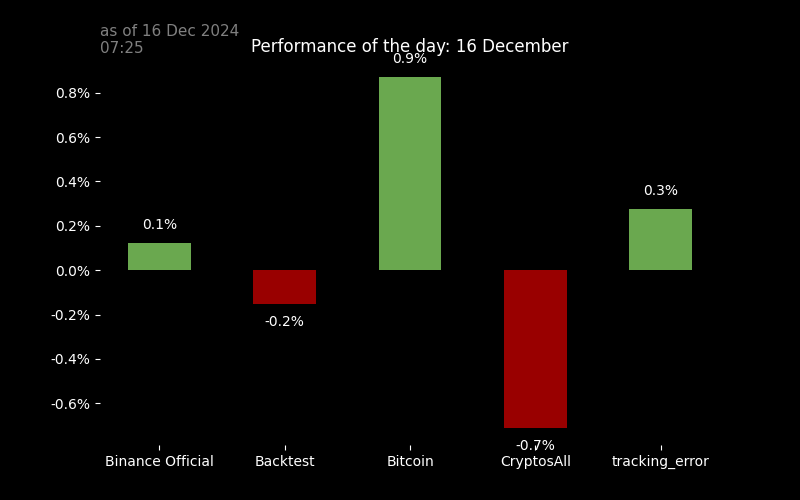 as of 16 Dec 2024
07:25
Performance of the day: 16 December
0.9%
0.8%
0.6%
0.4%
0.3%
0.2%
0.1%
0.0%
-0.2%
-0.2%
-0.4%
-0.6%
-0.7%
Binance Official
Backtest
Bitcoin
CryptosAll
tracking_error